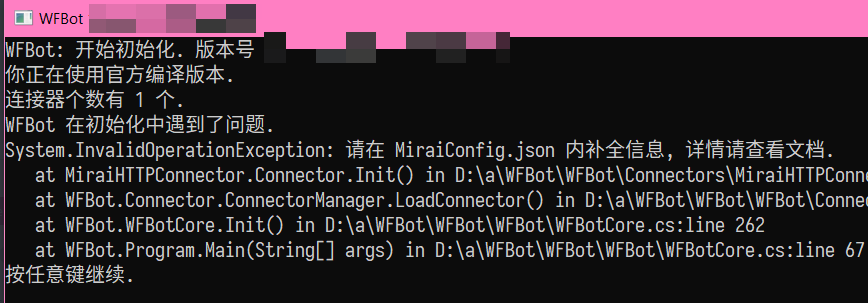 WFBot
WFBot: 开始初始化. 版本号
你正在使用官方编译版本.
连接器个数有 1 个.
WFBot 在初始化中遇到了问题.
System.InvalidOperationException: 请在 MiraiConfig.json 内补全信息, 详情请查看文档.
at MiraiHTTPConnector.Connector.Init() in D:\a\WFBot\WFBot\Connectors\MiraiHTTPConne
at WFBot.Connector.ConnectorManager.LoadConnector() in D:\a\WFBot\WFBot\WFBot\Connec
at WFBot.WFBotCore.Init() in D:\a\WFBot\WFBot\WFBot\WFBotCore.cs:line 262
at WFBot.Program.Main(String[] args) in D:\a\WFBot\WFBot\WFBot\WFBotCore.cs:line 67
按任意键继续.